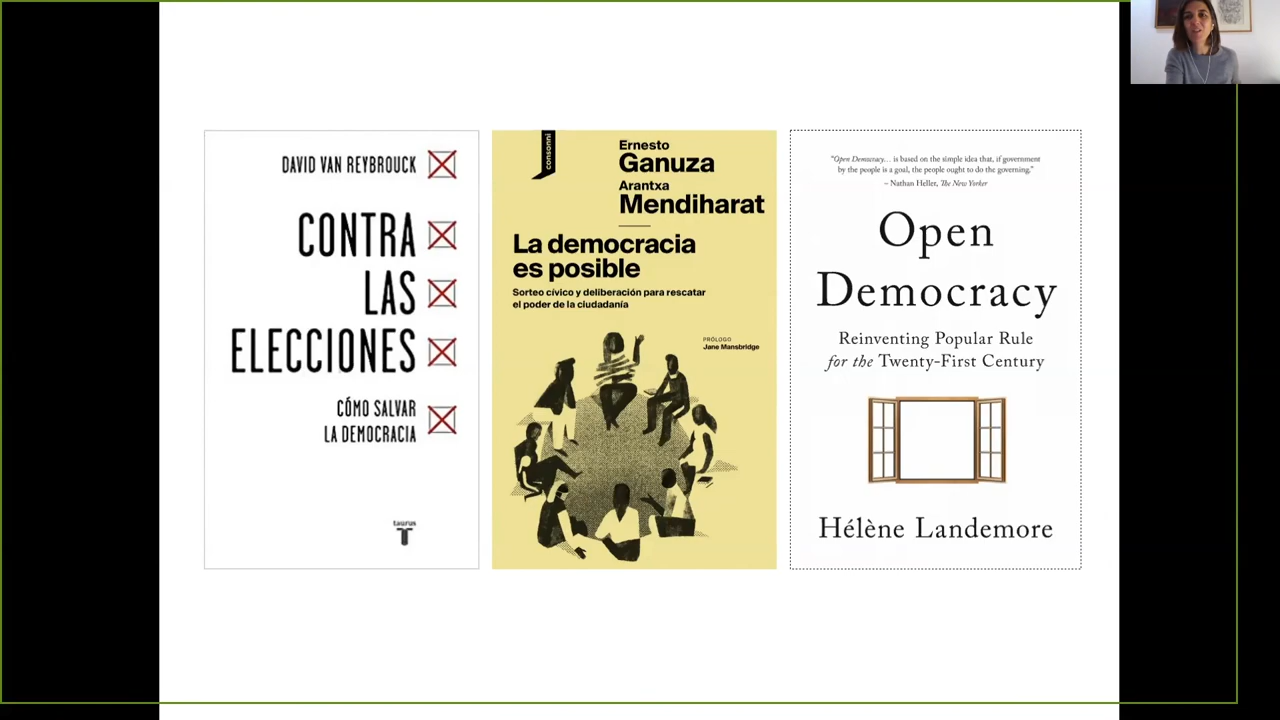 DAVID VAN REYBROUCK
CONTRA
LAS
ELECCIONES
CÓMO SALVAR
LA DEMOCRACIA
taurus
T
consonni
Ernesto
Ganuza
Arantxa
Mendiharat
La democracia
es posible
Sorteo cívico y deliberación para rescatar
el poder de la ciudadanía
PRÓLOGO
Jane Mansbridge
“Open Democracy... is based on the simple idea that, if government
by the people is a goal, the people ought to do the governing.”
– Nathan Heller, The New Yorker
Open
Democracy
Reinventing Popular Rule
for the Twenty-First Century
Hélène Landemore